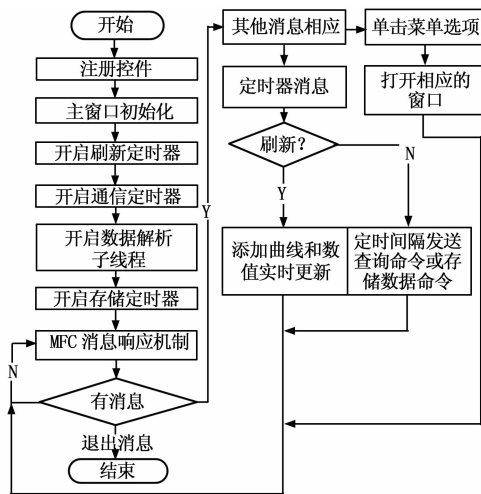 开始
注册控件
主窗口初始化
开启刷新定时器
开启通信定时器
开启数据解析
子线程
开启存储定时器
MFC 消息响应机制
N
有消息
Y
退出消息
结束
其他消息相应
定时器消息
刷新？
Y
N
添加曲线和数
值实时更新
定时间隔发送
查询命令或存
储数据命令
单击菜单选项
打开相应的
窗口